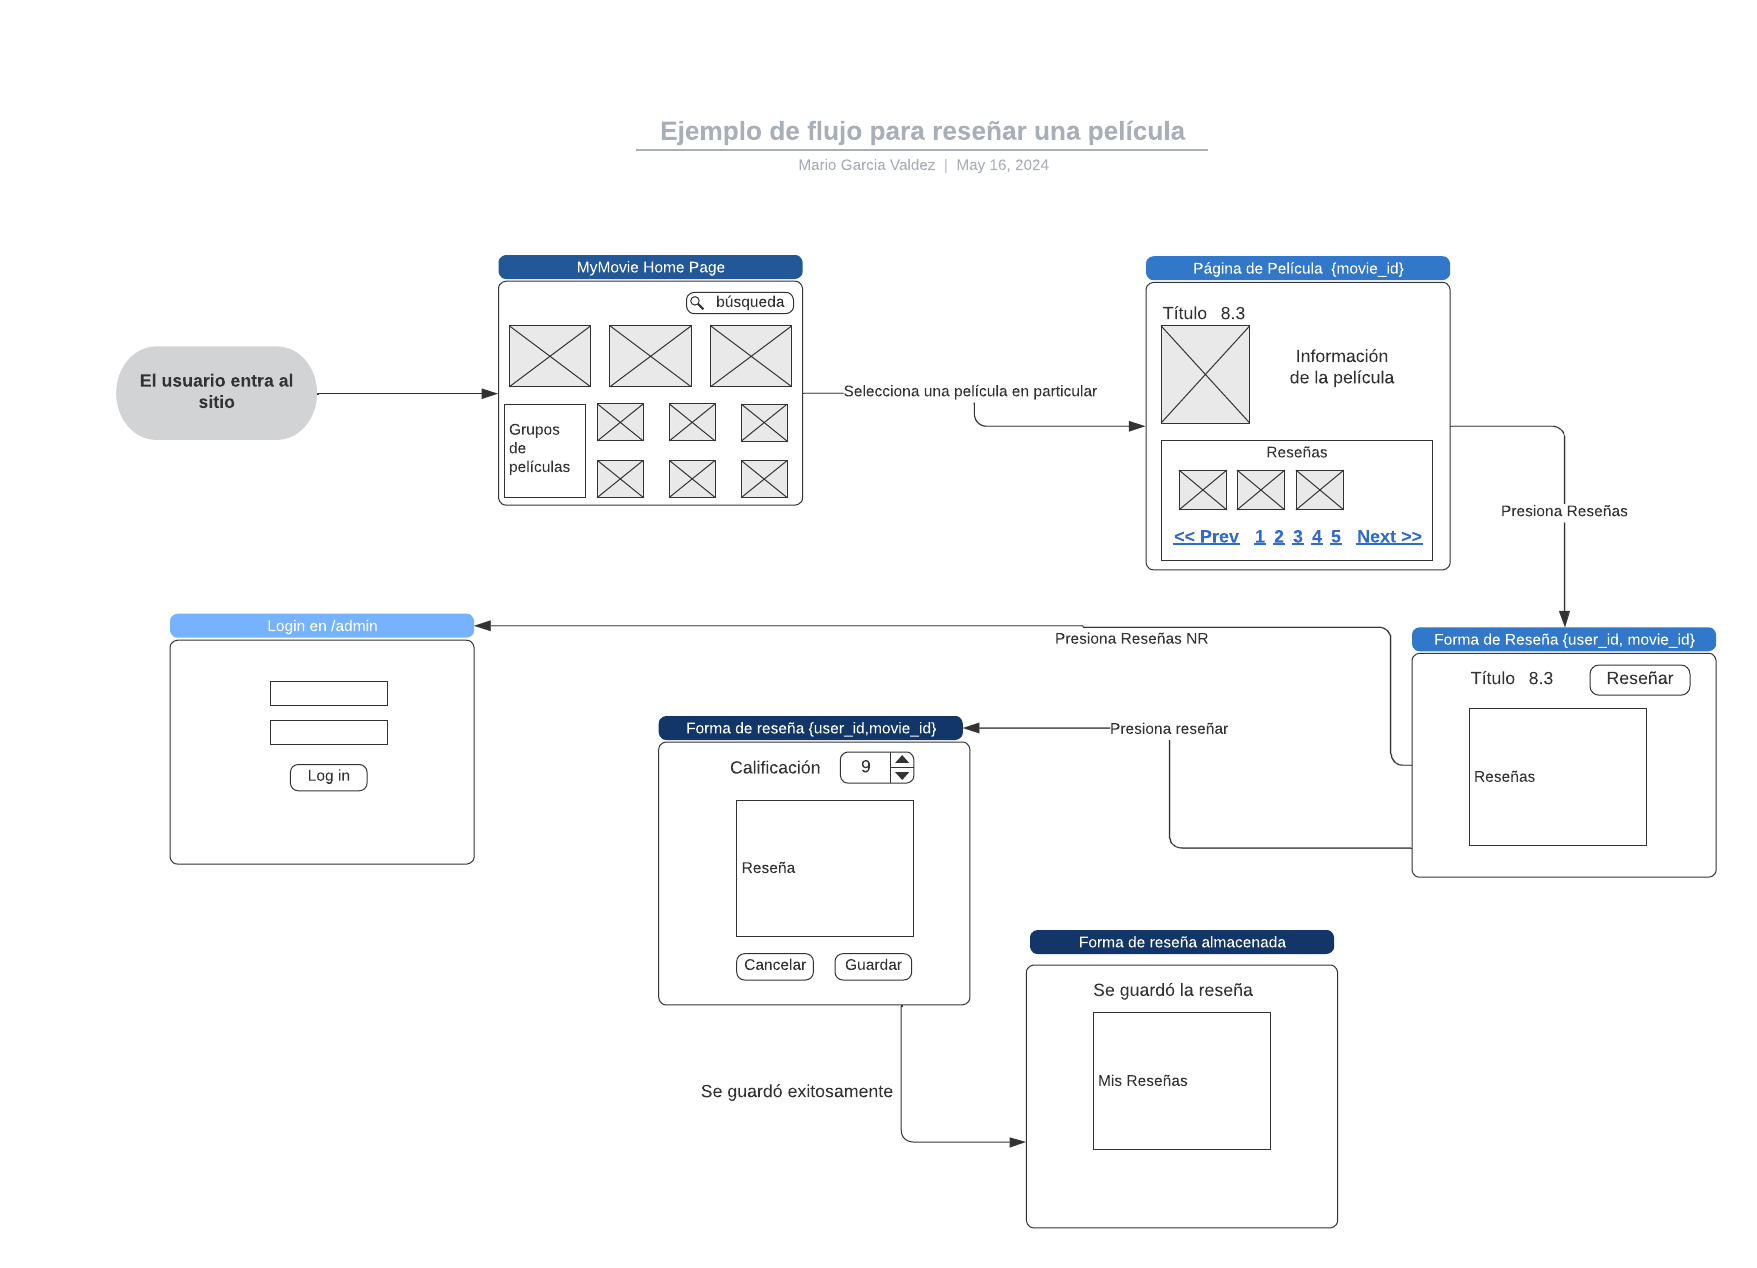 Ejemplo de flujo para reseñar una película
Mario Garcia Valdez | May 16, 2024
El usuario entra al
sitio
MyMovie Home Page
búsqueda
Grupos
de
películas
Selecciona una película en particular
Página de Película {movie_id}
Título 8.3
Información
de la película
Reseñas
<< Prev 1 2 3 4 5 Next >>
Presiona Reseñas
Forma de Reseña {user_id, movie_id}
Título 8.3
Reseñar
Reseñas
Presiona Reseñas NR
Login en /admin
Log in
Presiona reseñar
Forma de reseña {user_id,movie_id}
Calificación 9
Reseña
Cancelar
Guardar
Se guardó exitosamente
Forma de reseña almacenada
Se guardó la reseña
Mis Reseñas